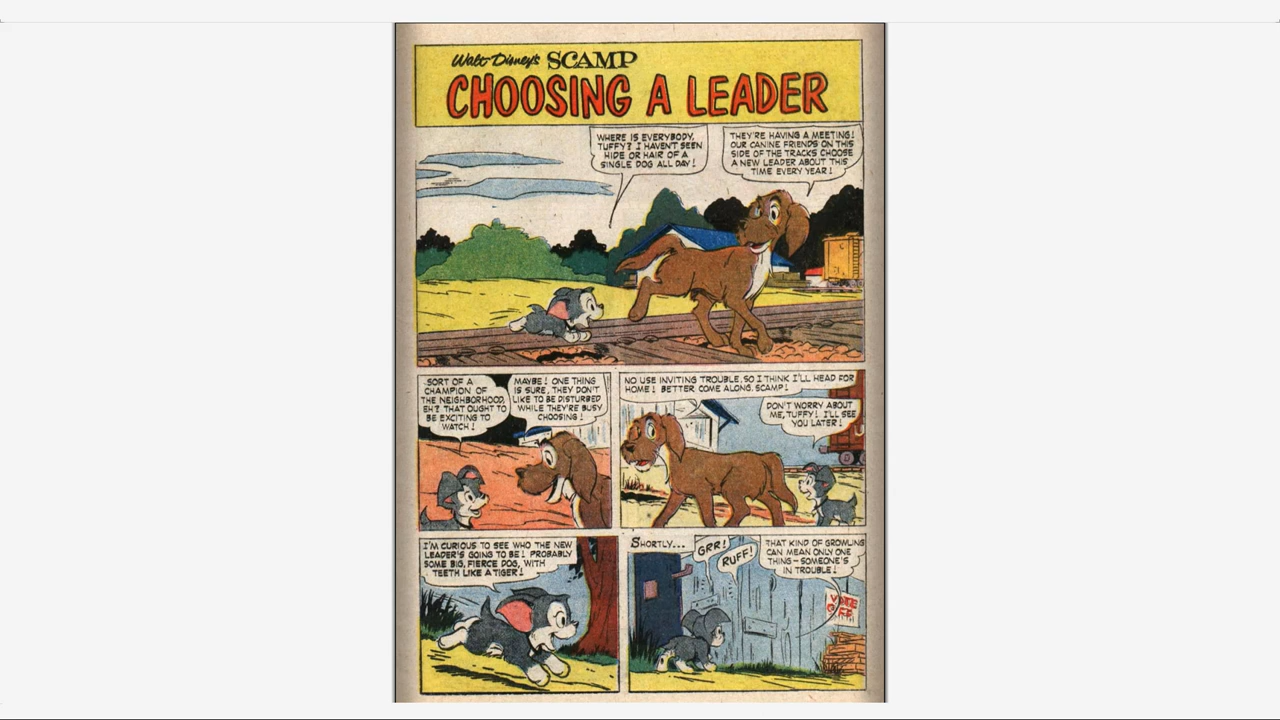 Walt Disney's SCAMP
CHOOSING A LEADER
WHERE IS EVERYBODY,
TUFFY? I HAVEN'T SEEN
HIDE OR HAIR OF A
SINGLE DOG ALL DAY!
THEY'RE HAVING A MEETING!
OUR CANINE FRIENDS ON THIS
SIDE OF THE TRACKS CHOOSE
A NEW LEADER ABOUT THIS
TIME EVERY YEAR!
SORT OF A
CHAMPION OF
THE NEIGHBORHOOD,
EH? THAT OUGHT TO
BE EXCITING TO
WATCH!
MAYBE! ONE THING
IS SURE, THEY DON'T
LIKE TO BE DISTURBED
WHILE THEY'RE BUSY
CHOOSING!
NO USE INVITING TROUBLE, SO I THINK I'LL HEAD FOR
HOME! BETTER COME ALONG, SCAMP!
DON'T WORRY ABOUT
ME, TUFFY! I'LL SEE
YOU LATER!
I'M CURIOUS TO SEE WHO THE NEW
LEADER'S GOING TO BE! PROBABLY
SOME BIG, FIERCE DOG, WITH
TEETH LIKE A TIGER!
SHORTLY...
GRR!
RUFF!
THAT KIND OF GROWLING
CAN MEAN ONLY ONE
THING - SOMEONE'S
IN TROUBLE!
VOTE